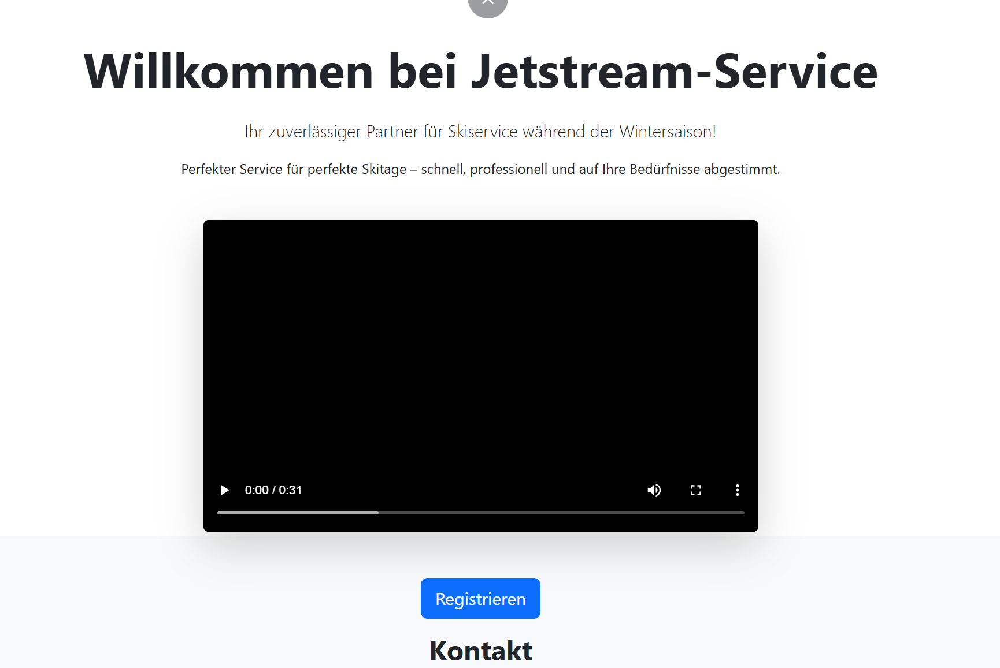 Willkommen bei Jetstream-Service
Ihr zuverlässiger Partner für Skiservice während der Wintersaison!
Perfekter Service für perfekte Skitage – schnell, professionell und auf Ihre Bedürfnisse abgestimmt.
0:00 / 0:31
Registrieren
Kontakt